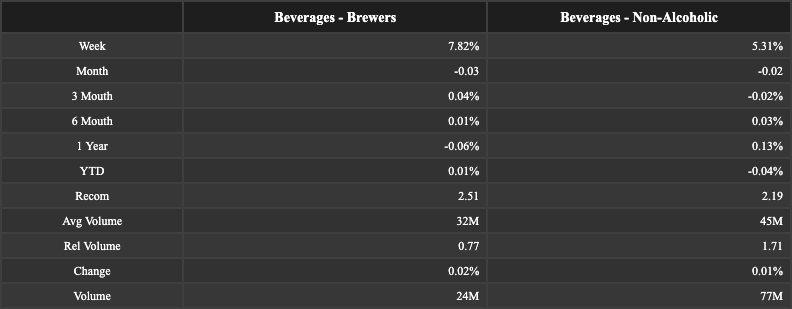 Beverages - Brewers Beverages - Non-Alcoholic
Week 7.82% 5.31%
Month -0.03 -0.02
3 Mouth 0.04% -0.02%
6 Mouth 0.01% 0.03%
1 Year -0.06% 0.13%
YTD 0.01% -0.04%
Recom 2.51 2.19
Avg Volume 32M 45M
Rel Volume 0.77 1.71
Change 0.02% 0.01%
Volume 24M 77M